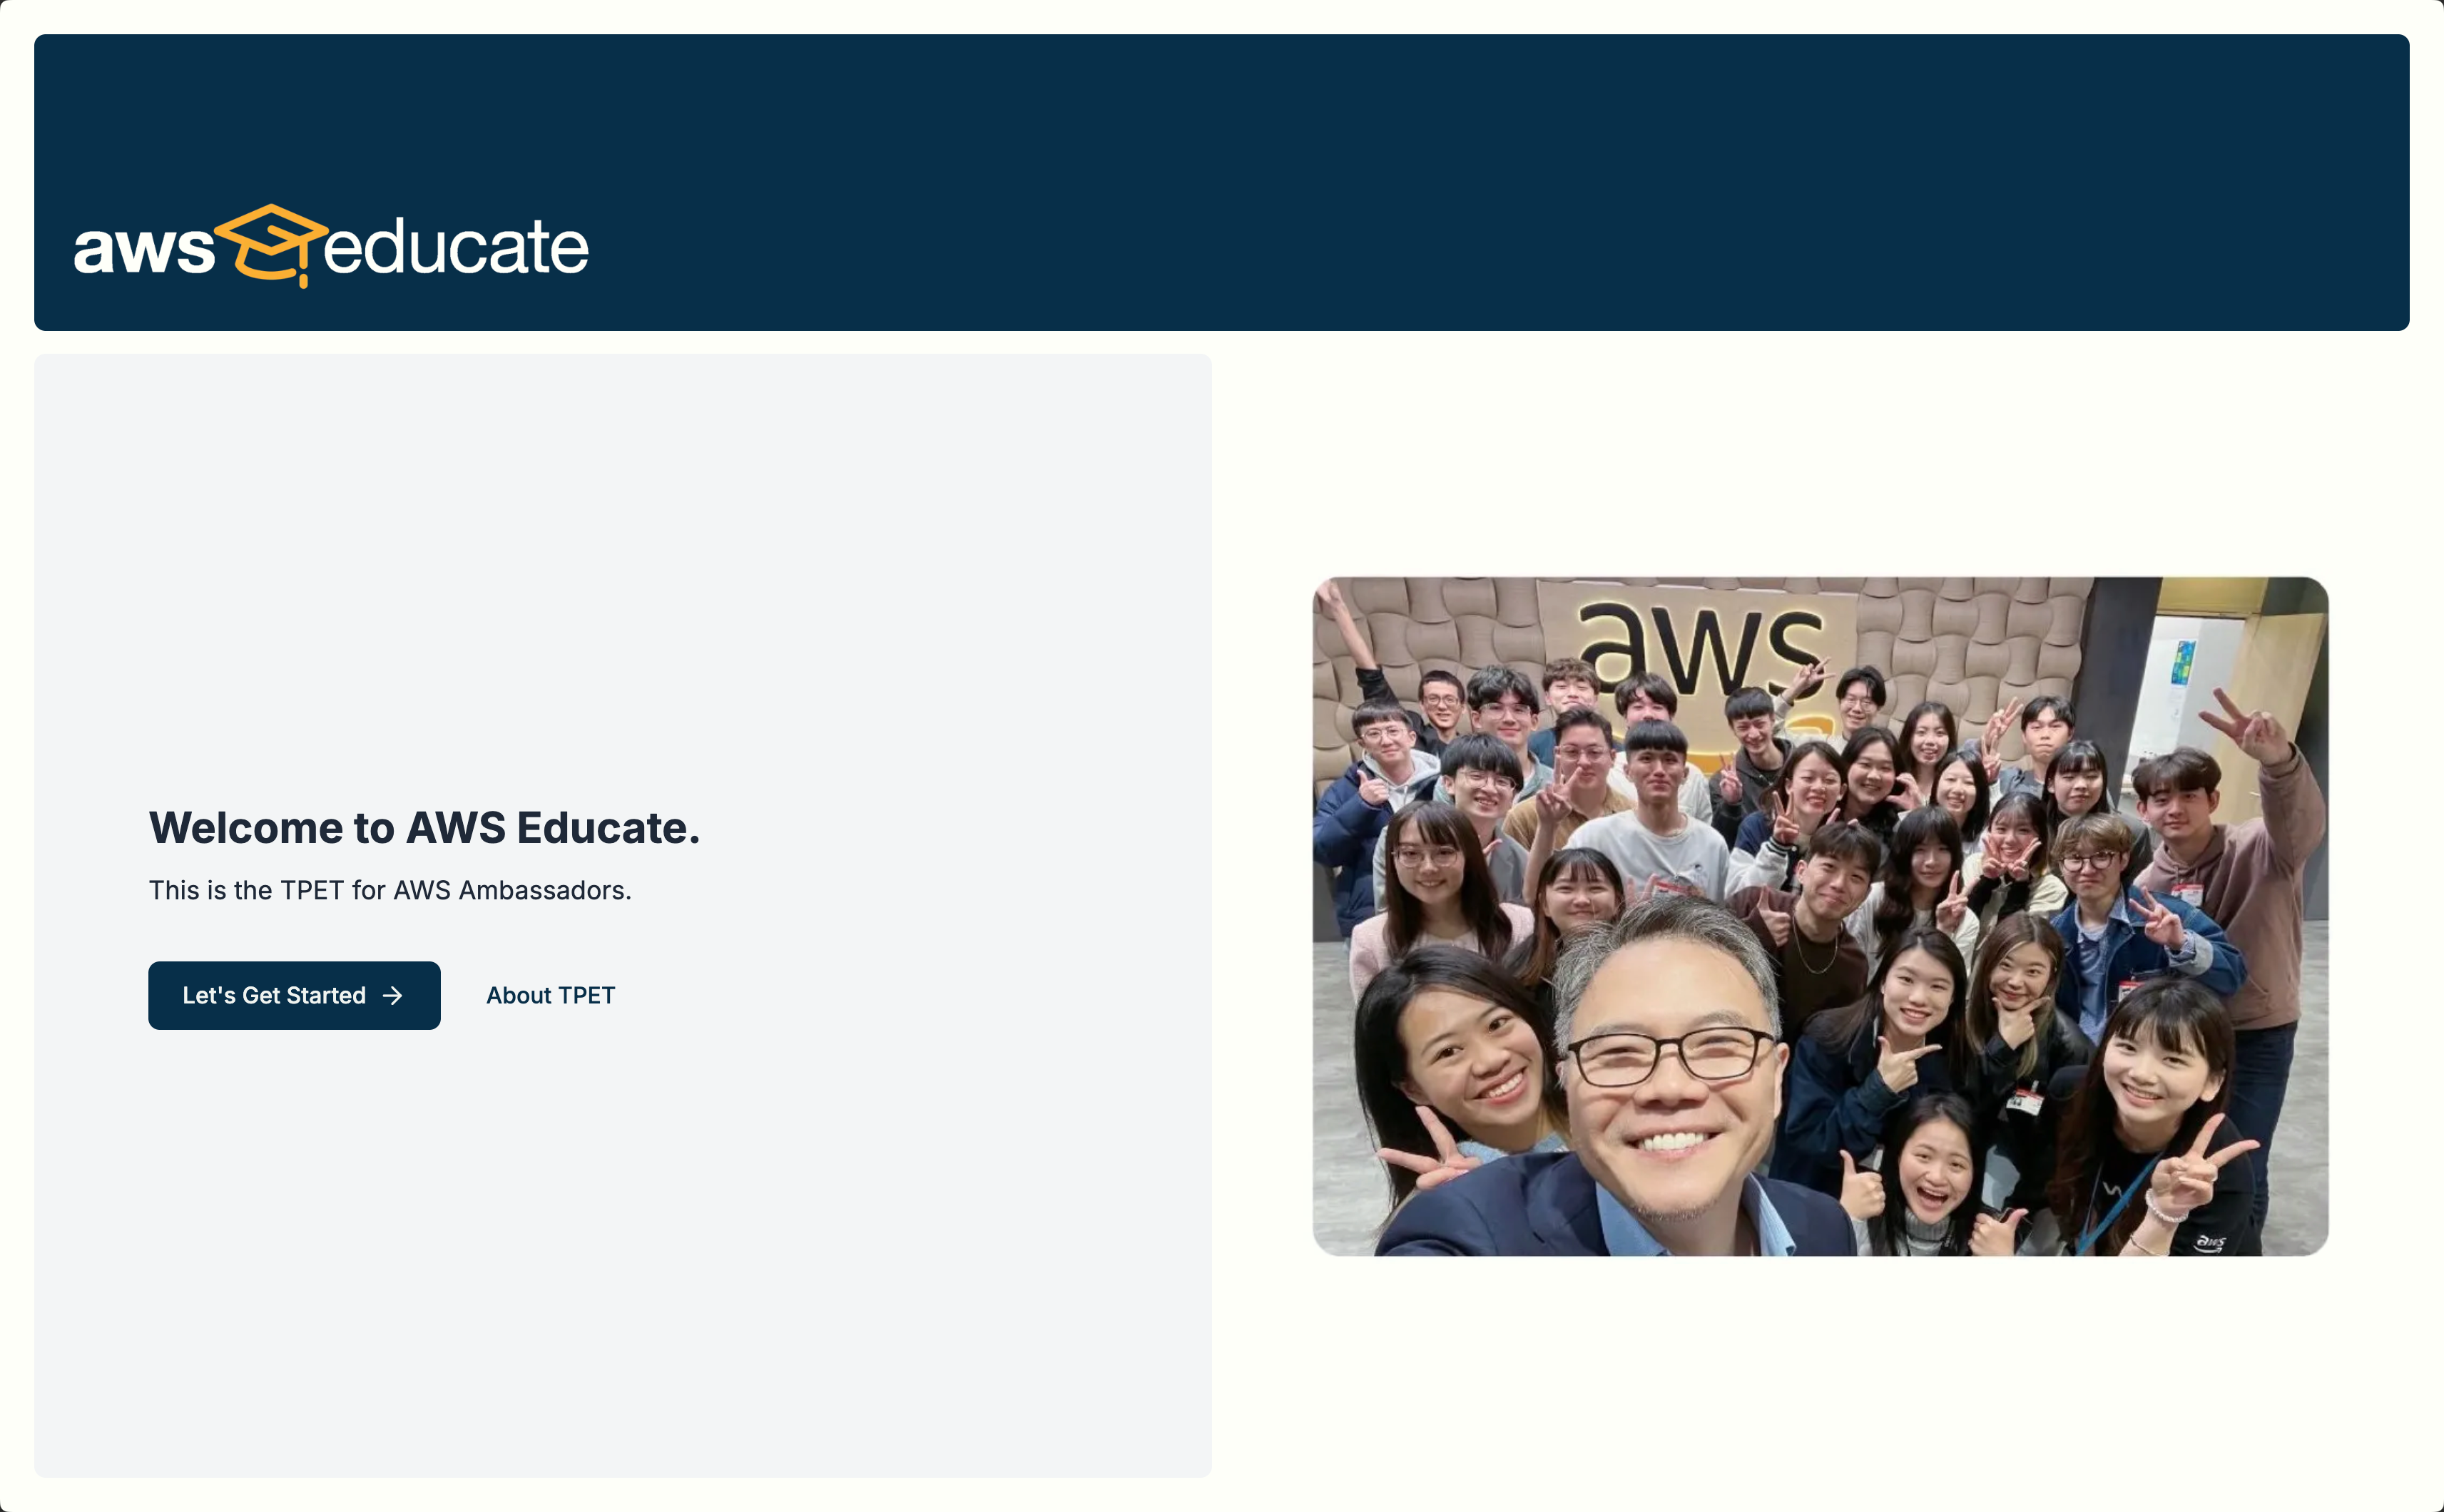 aws educate
Welcome to AWS Educate.
This is the TPET for AWS Ambassadors.
Let's Get Started → About TPET
aws
aws